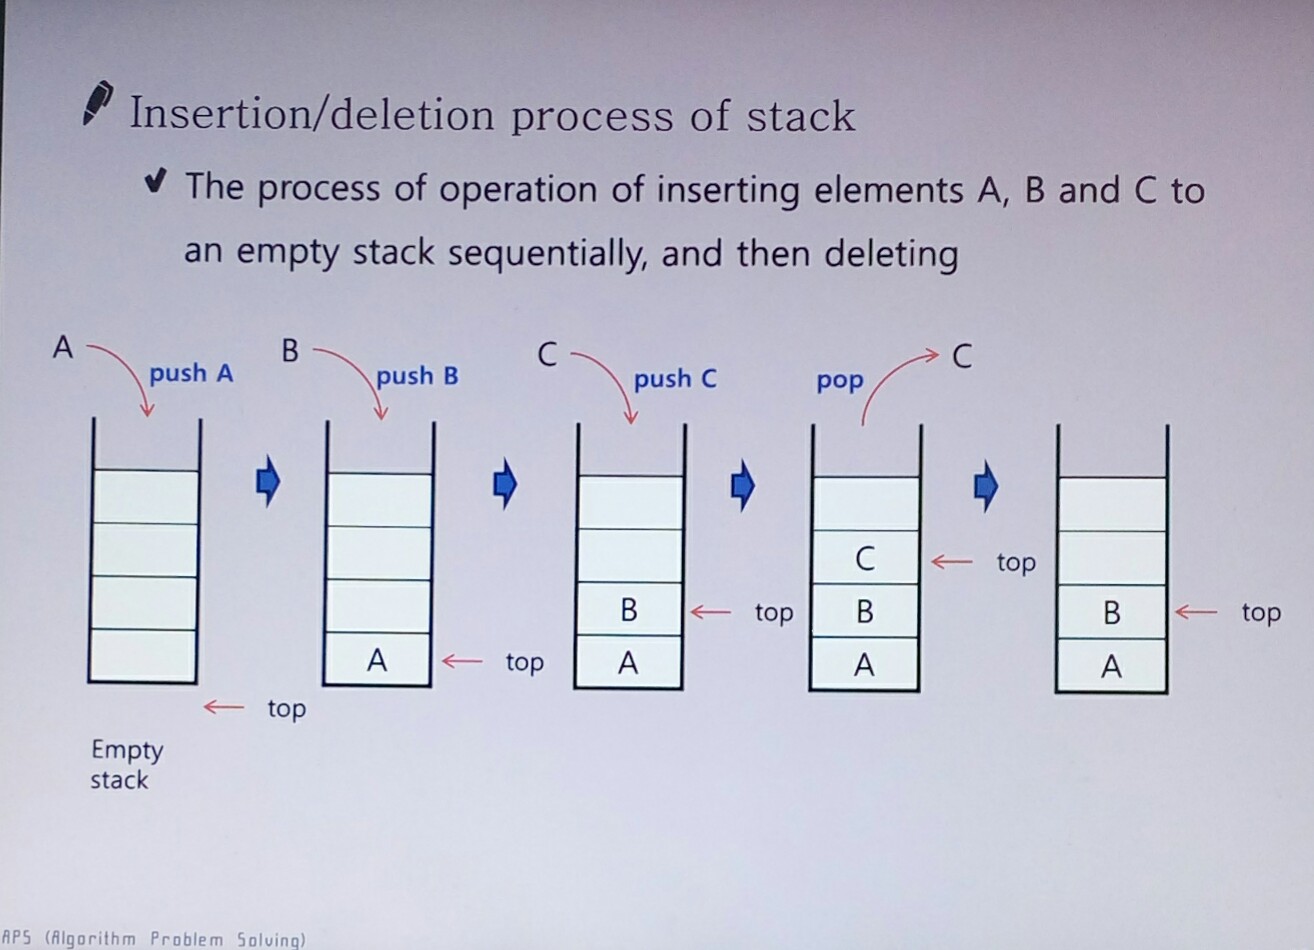 Insertion/deletion process of stack
The process of operation of inserting elements A, B and C to
an empty stack sequentially, and then deleting
A
push A
B
push B
C
push C
pop
C
C
top
B
top
B
B
top
A
top
A
A
A
top
Empty
stack
APS (Algorithm Problem Solving)